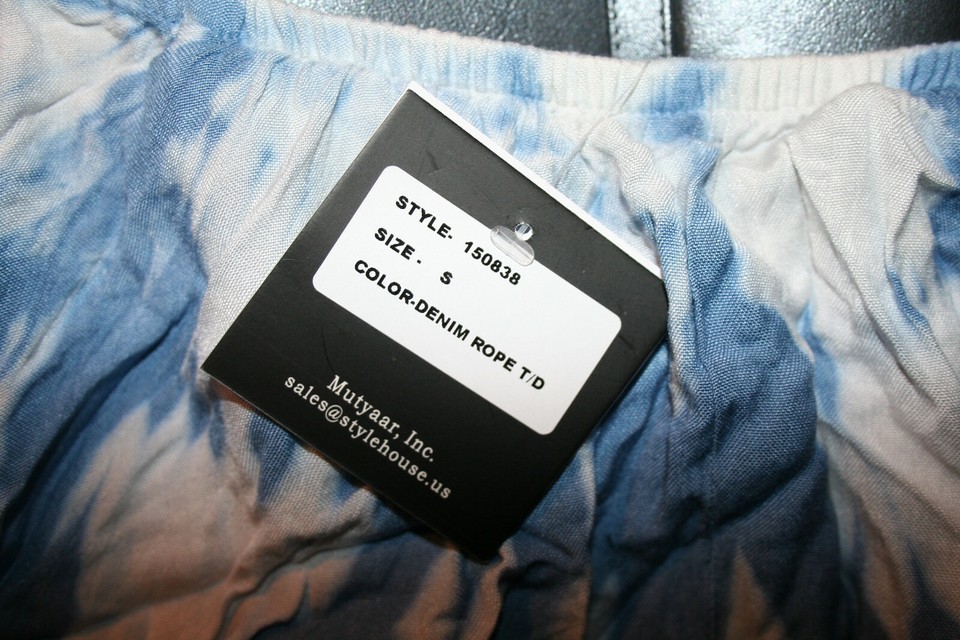 STYLE. 150838
SIZE. S
COLOR-DENIM ROPE T/D
Mutyaar, Inc.
sales@stylehouse.us